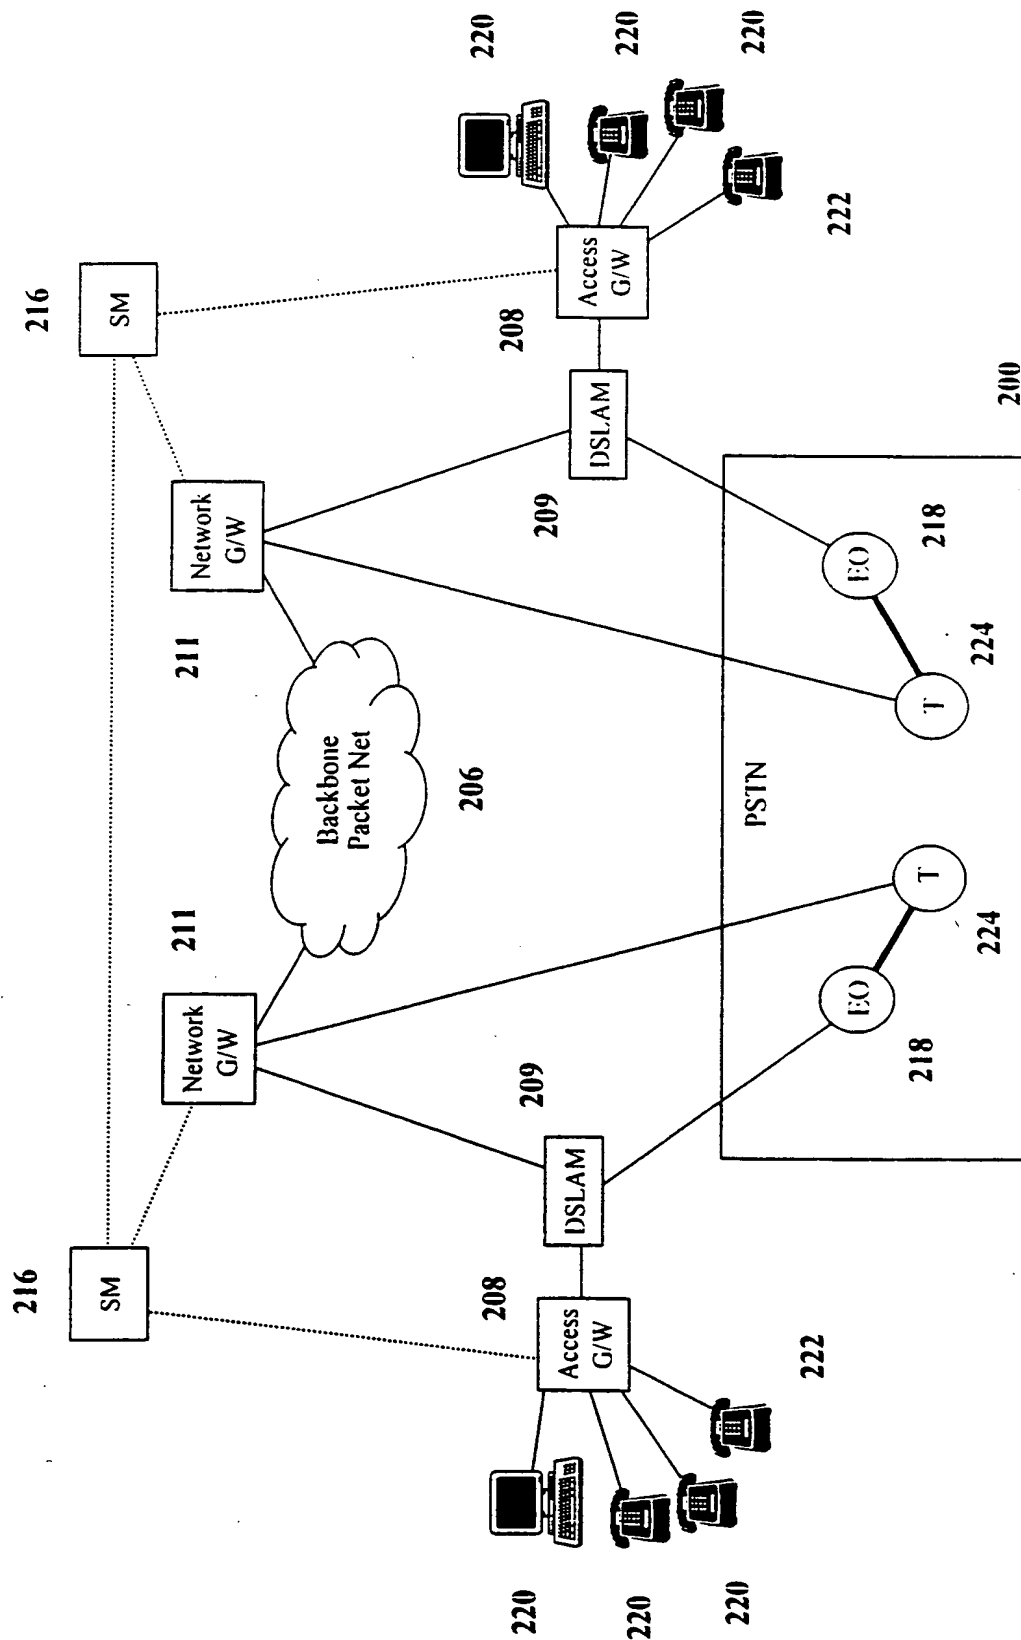 216
SM
216
SM
211
Network
G/W
211
Network
G/W
Backbone
Packet Net
206
208
Access
G/W
209
DSLAM
209
DSLAM
208
Access
G/W
220
220
220
222
220
220
220
222
PSTN
218
EO
224
T
224
T
218
EO
200